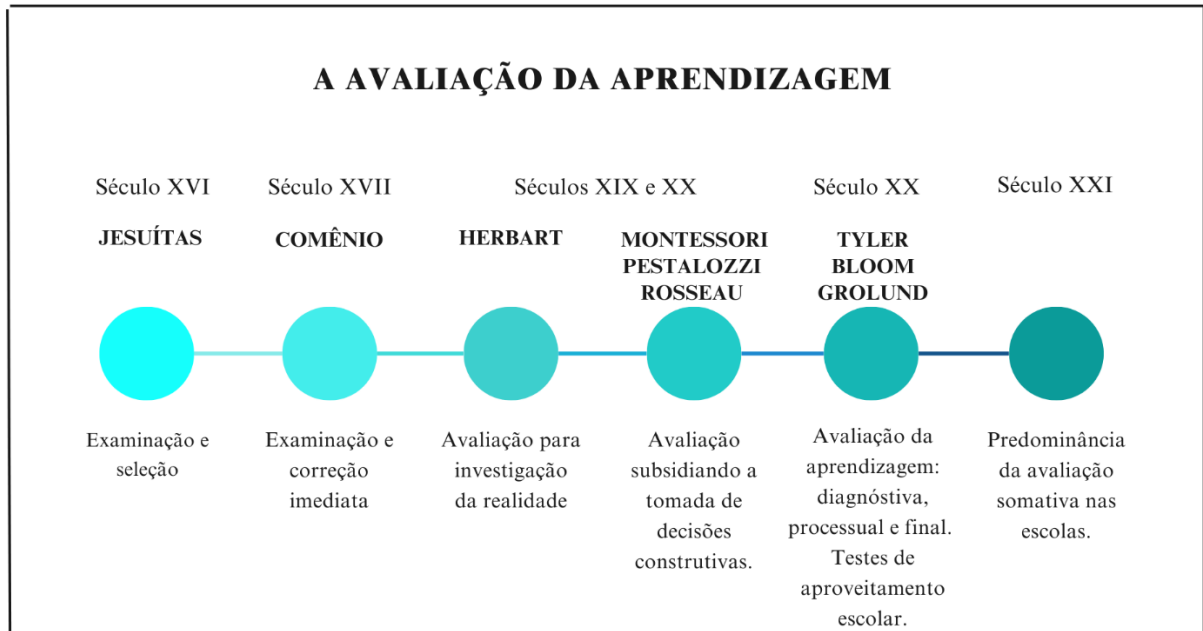 A AVALIAÇÃO DA APRENDIZAGEM
Século XVI
JESUÍTAS
Examinação e
seleção
Século XVII
COMÊNIO
Examinação e
correção
imediata
Séculos XIX e XX
HERBART
Avaliação para
investigação
da realidade
MONTESSORI
PESTALOZZI
ROSSEAU
Avaliação
subsidiando a
tomada de
decisões
construtivas.
Século XX
TYLER
BLOOM
GROLUND
Avaliação da
aprendizagem:
diagnóstiva,
processual e final.
Testes de
aproveitamento
escolar.
Século XXI
Predominância
da avaliação
somativa nas
escolas.